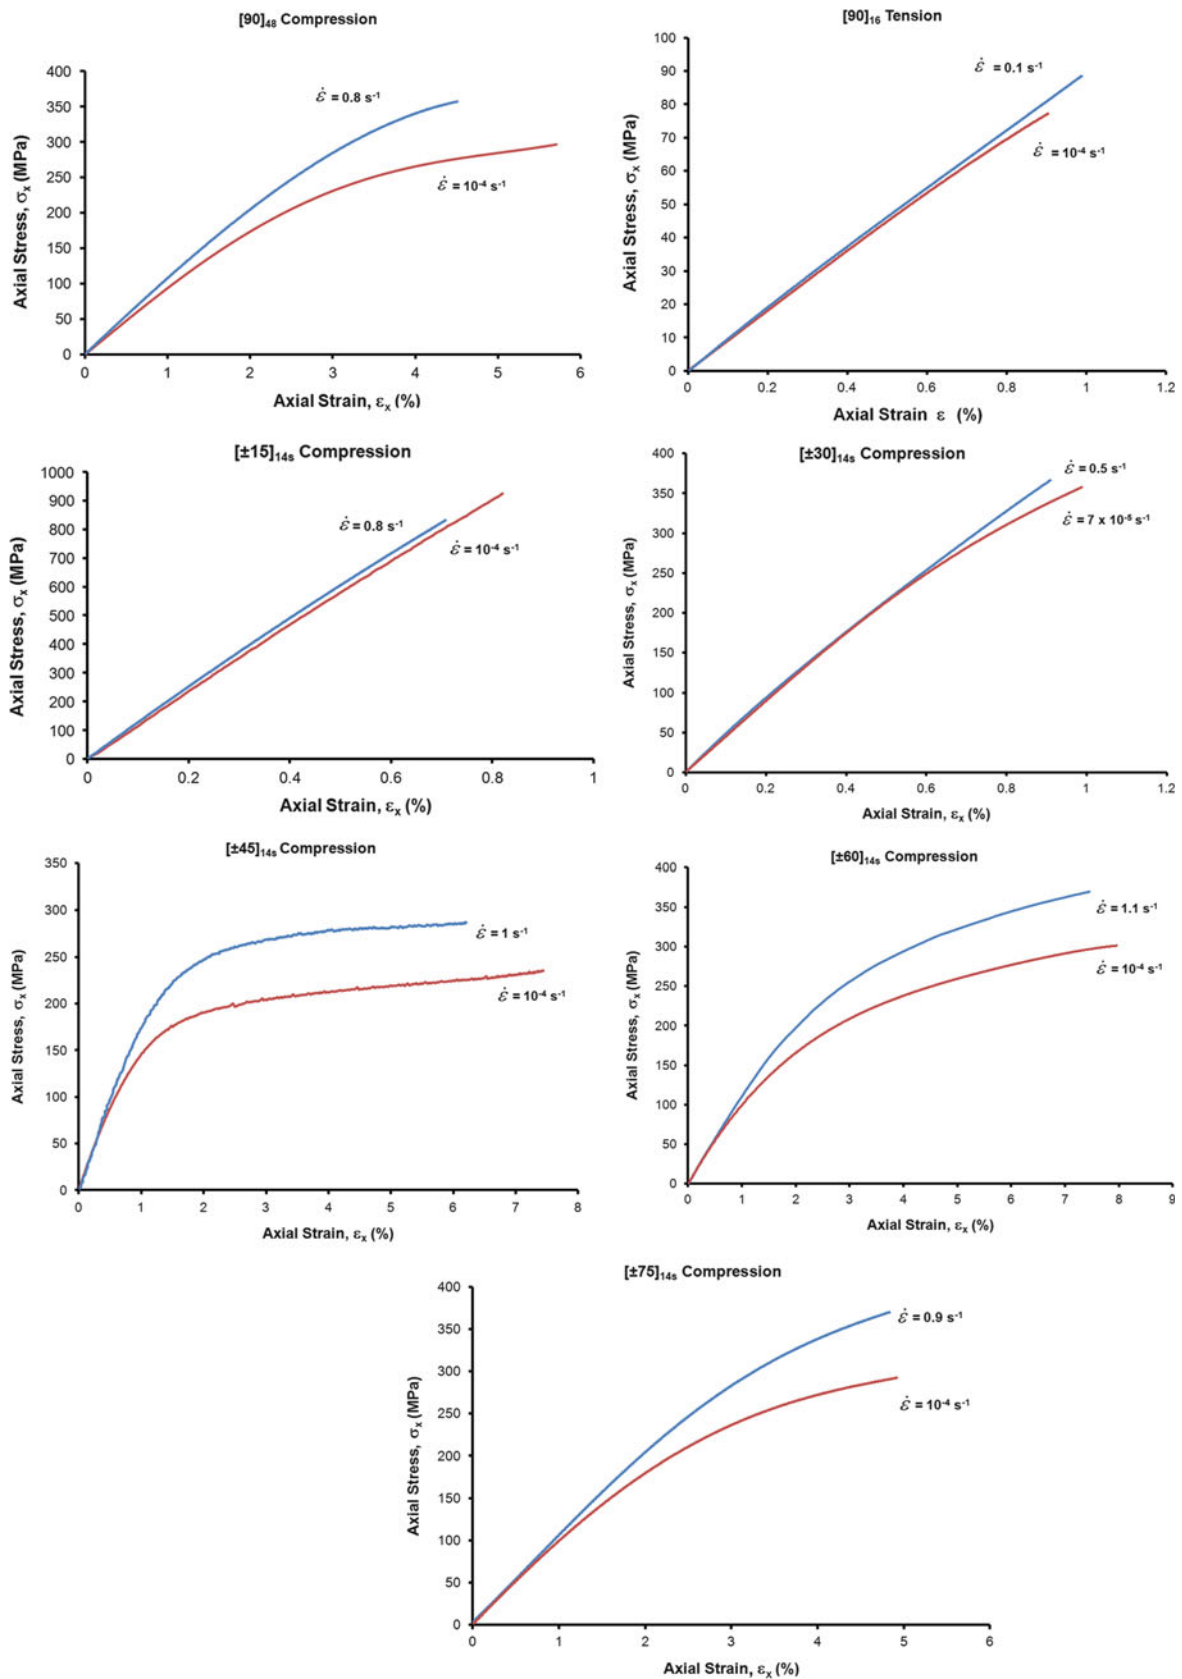 [90]48 Compression
400
350
300
250
200
150
100
50
0
Axial Stress, σx (MPa)
ε̇ = 0.8 s-1
ε̇ = 10-4 s-1
0 1 2 3 4 5 6
Axial Strain, εx (%)
[90]16 Tension
100
90
80
70
60
50
40
30
20
10
0
Axial Stress, σx (MPa)
ε̇ = 0.1 s-1
ε̇ = 10-4 s-1
0 0.2 0.4 0.6 0.8 1 1.2
Axial Strain ε (%)
[±15]14s Compression
1000
900
800
700
600
500
400
300
200
100
0
Axial Stress, σx (MPa)
ε̇ = 0.8 s-1
ε̇ = 10-4 s-1
0 0.2 0.4 0.6 0.8 1
Axial Strain, εx (%)
[±30]14s Compression
400
350
300
250
200
150
100
50
0
Axial Stress, σx (MPa)
ε̇ = 0.5 s-1
ε̇ = 7 x 10-5 s-1
0 0.2 0.4 0.6 0.8 1 1.2
Axial Strain, εx (%)
[±45]14s Compression
350
300
250
200
150
100
50
0
Axial Stress, σx (MPa)
ε̇ = 1 s-1
ε̇ = 10-4 s-1
0 1 2 3 4 5 6 7 8
Axial Strain, εx (%)
[±60]14s Compression
400
350
300
250
200
150
100
50
0
Axial Stress, σx (MPa)
ε̇ = 1.1 s-1
ε̇ = 10-4 s-1
0 1 2 3 4 5 6 7 8 9
Axial Strain, εx (%)
[±75]14s Compression
400
350
300
250
200
150
100
50
0
Axial Stress, σx (MPa)
ε̇ = 0.9 s-1
ε̇ = 10-4 s-1
0 1 2 3 4 5 6
Axial Strain, εx (%)